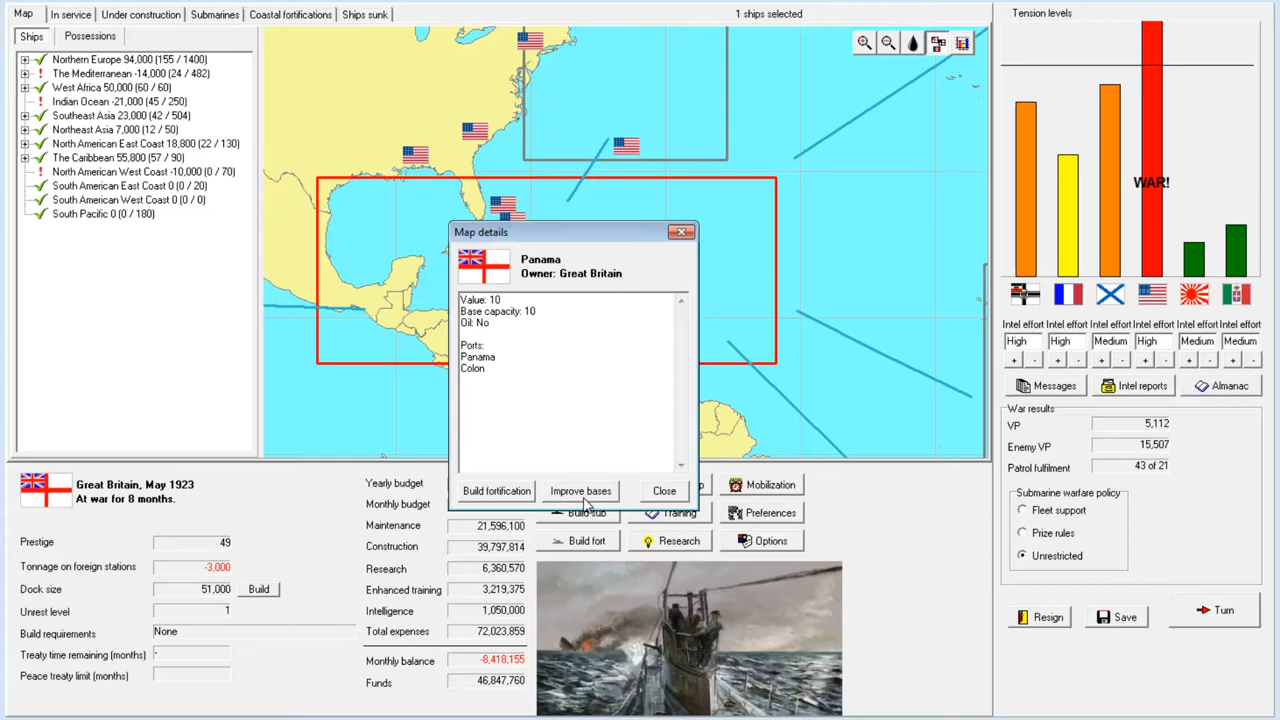 Map
In service
Under construction
Submarines
Coastal fortifications
Ships sunk
1 ships selected
Tension levels
Ships
Possessions
Northern Europe 94,000 (155 / 1400)
The Mediterranean -14,000 (24 / 482)
West Africa 50,000 (60 / 60)
Indian Ocean -21,000 (45 / 250)
Southeast Asia 23,000 (42 / 504)
Northeast Asia 7,000 (12 / 50)
North American East Coast 18,800 (22 / 130)
The Caribbean 55,800 (57 / 90)
North American West Coast -10,000 (0 / 70)
South American East Coast 0 (0 / 20)
South American West Coast 0 (0 / 0)
South Pacific 0 (0 / 180)
WAR!
Map details
Panama
Owner: Great Britain
Value: 10
Base capacity: 10
Oil: No
Ports:
Panama
Colon
Build fortification
Improve bases
Close
Intel effort Intel effort Intel effort Intel effort Intel effort Intel effort
High High Medium High Medium Medium
+ - + - + - + - + - + -
Messages
Intel reports
Almanac
War results
VP 5,112
Enemy VP 15,507
Patrol fulfilment 43 of 21
Submarine warfare policy
Fleet support
Prize rules
Unrestricted
Resign
Save
Turn
Great Britain, May 1923
At war for 8 months.
Prestige 49
Tonnage on foreign stations -3,000
Dock size 51,000 Build
Unrest level 1
Build requirements None
Treaty time remaining (months) -
Peace treaty limit (months)
Yearly budget
Monthly budget
Maintenance 21,596,100
Construction 39,797,814
Research 6,360,570
Enhanced training 3,219,375
Intelligence 1,050,000
Total expenses 72,023,859
Monthly balance -8,418,155
Funds 46,847,760
Mobilization
Build sub
Training
Preferences
Build fort
Research
Options